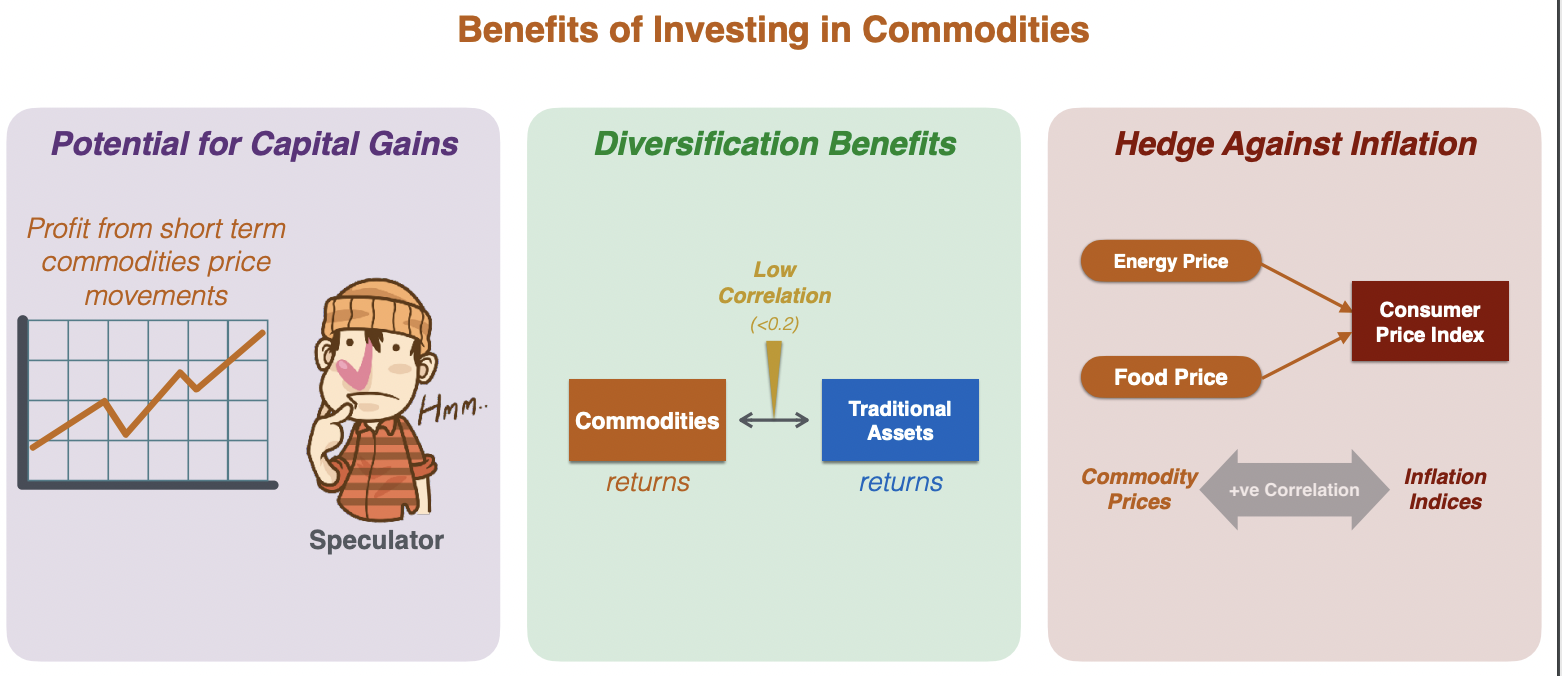 Benefits of Investing in Commodities
Potential for Capital Gains
Profit from short term
commodities price
movements
Hmm..
Speculator
Diversification Benefits
Low
Correlation
(<0.2)
Commodities
returns
Traditional
Assets
returns
Hedge Against Inflation
Energy Price
Food Price
Consumer
Price Index
Commodity
Prices
+ve Correlation
Inflation
Indices